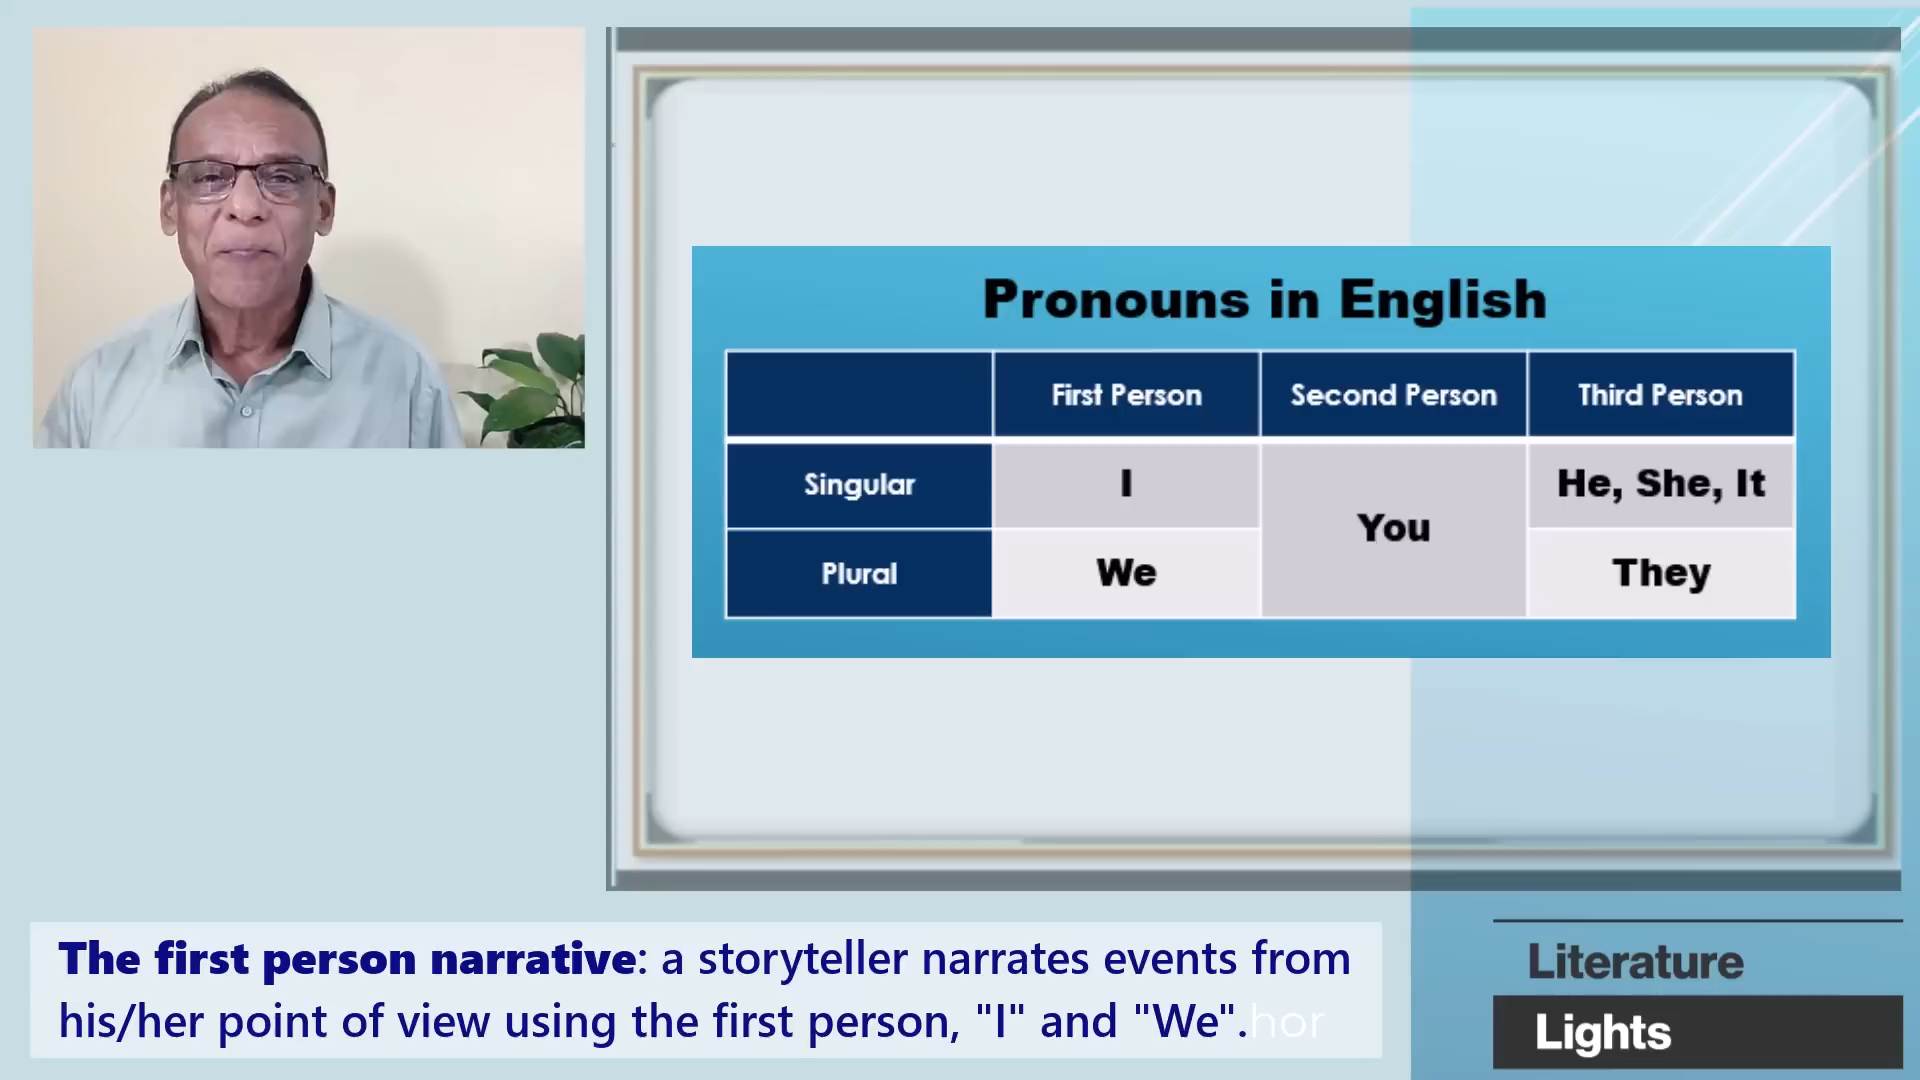 Pronouns in English
First Person Second Person Third Person
Singular I He, She, It
You
Plural We They
The first person narrative: a storyteller narrates events from
his/her point of view using the first person, "I" and "We".hor
Literature
Lights